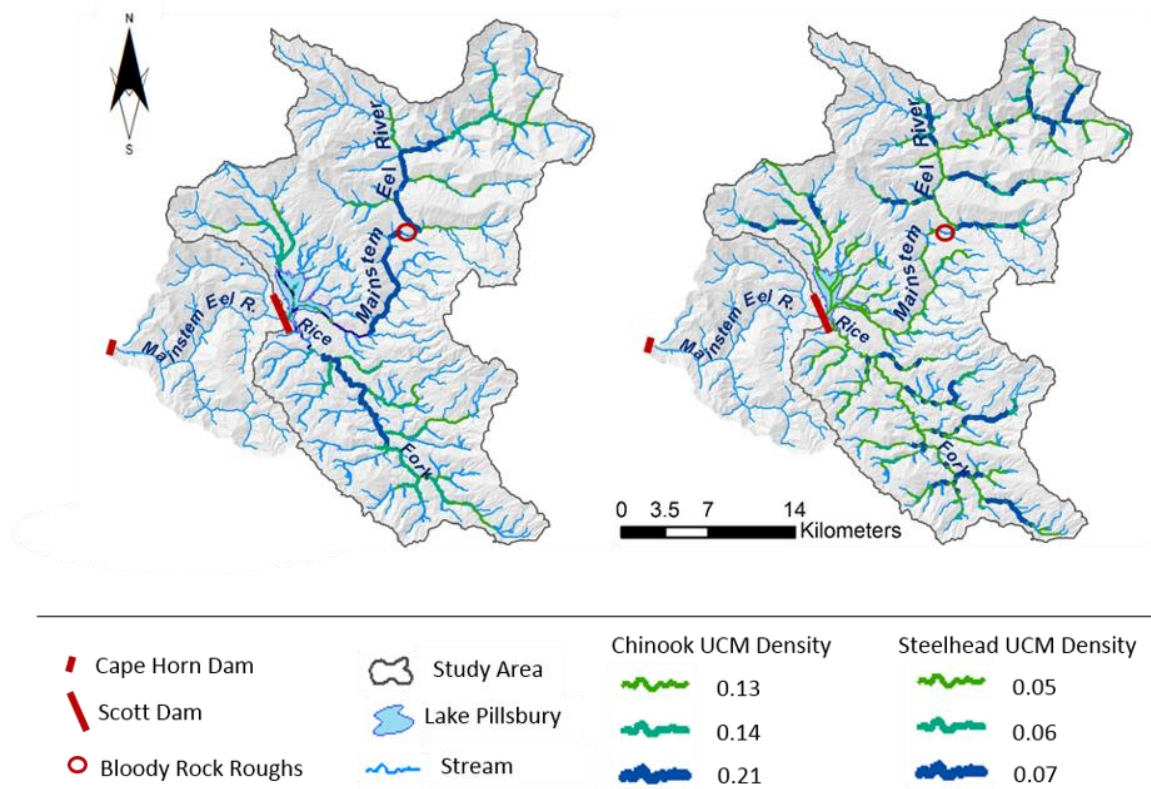 N
S
River
Eel
Mainstem
Mainstem Eel R.
Rice
Fork
River
Eel
Mainstem
Mainstem Eel R.
Rice
Fork
0 3.5 7 14
Kilometers
Cape Horn Dam
Scott Dam
Bloody Rock Roughs
Study Area
Lake Pillsbury
Stream
Chinook UCM Density
0.13
0.14
0.21
Steelhead UCM Density
0.05
0.06
0.07